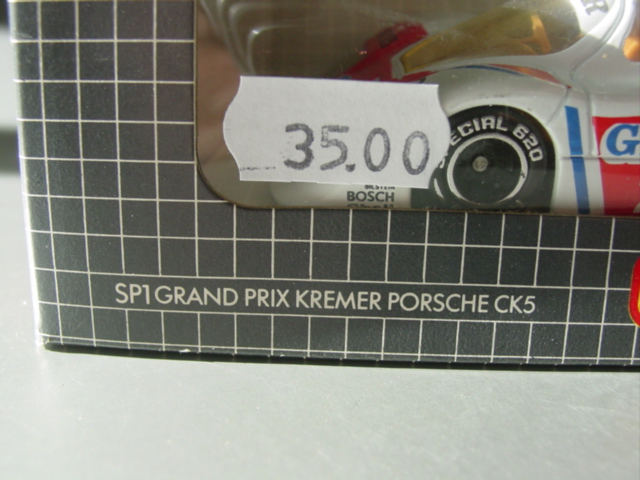 35.00
SPECIAL 620
G
BOSCH
SP1 GRAND PRIX KREMER PORSCHE CK5